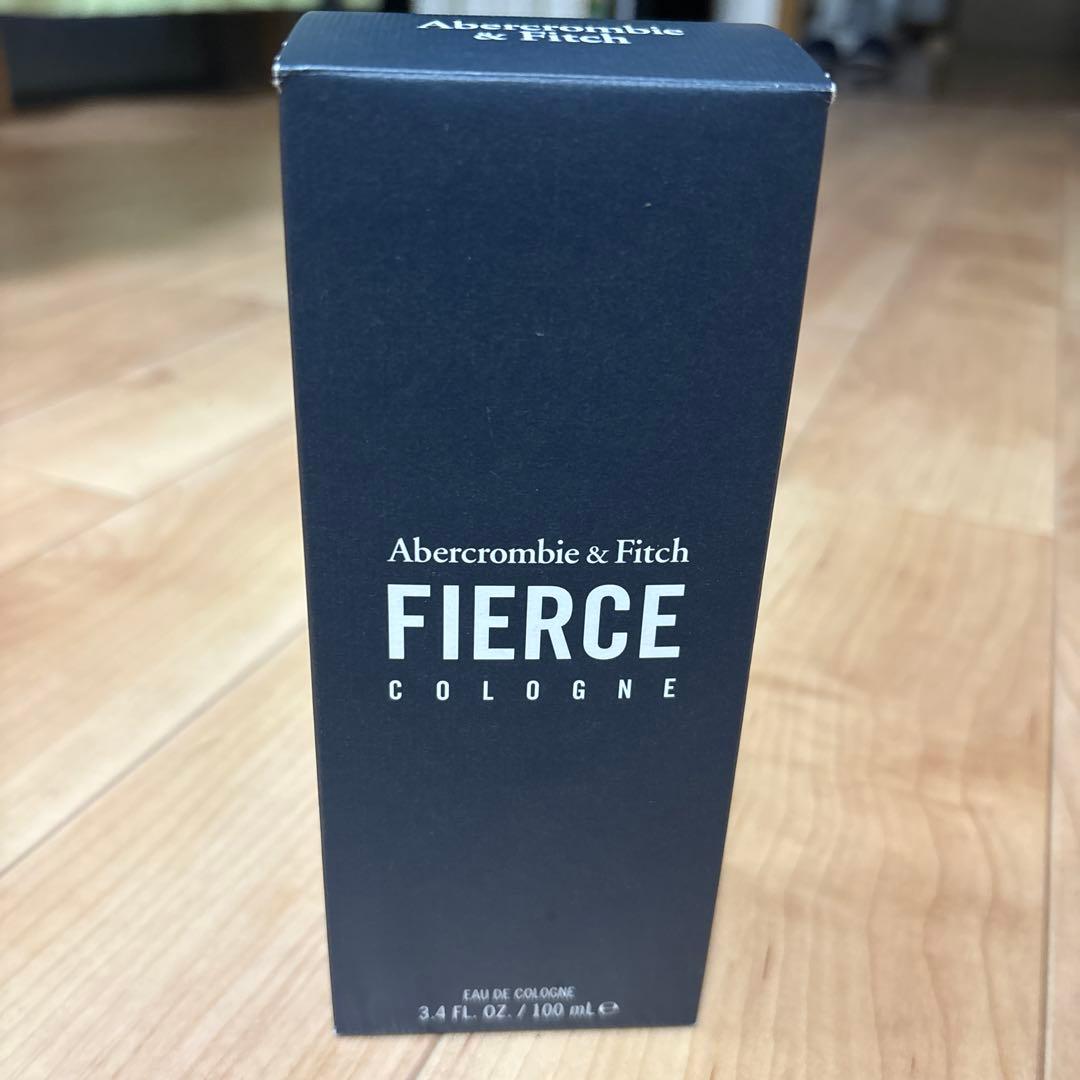 Abercrombie
& Fitch
Abercrombie & Fitch
FIERCE
COLOGNE
EAU DE COLOGNE
3.4 FL. OZ. / 100 mL ℮